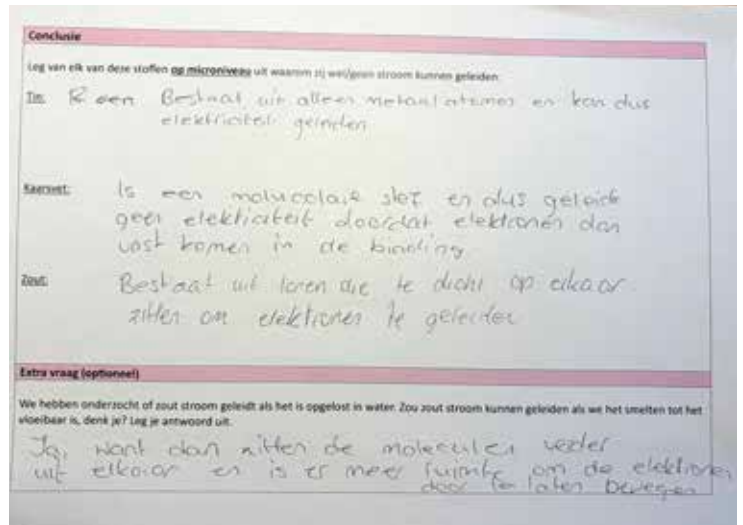 Conclusie
Leg van elk van deze stoffen op microniveau uit waarom zij wel/geen stroom kunnen geleiden
Tin: Bestaat uit alleen metaal atomen en kan dus
elektriciteit geleiden
Kaarsvet: Is een moluculaire stof en dus geleidt
geen elektriciteit doordat elektronen dan
vast komen in de binding
Zout: Bestaat uit ionen die te dicht op elkaar
zitten om elektronen te geleiden
Extra vraag (optioneel)
We hebben onderzocht of zout stroom geleidt als het is opgelost in water. Zou zout stroom kunnen geleiden als we het smelten tot het
vloeibaar is, denk je? Leg je antwoord uit.
Ja, want dan zitten de moleculen verder
uit elkaar en is er meer ruimte om de elektronen
door te laten bewegen